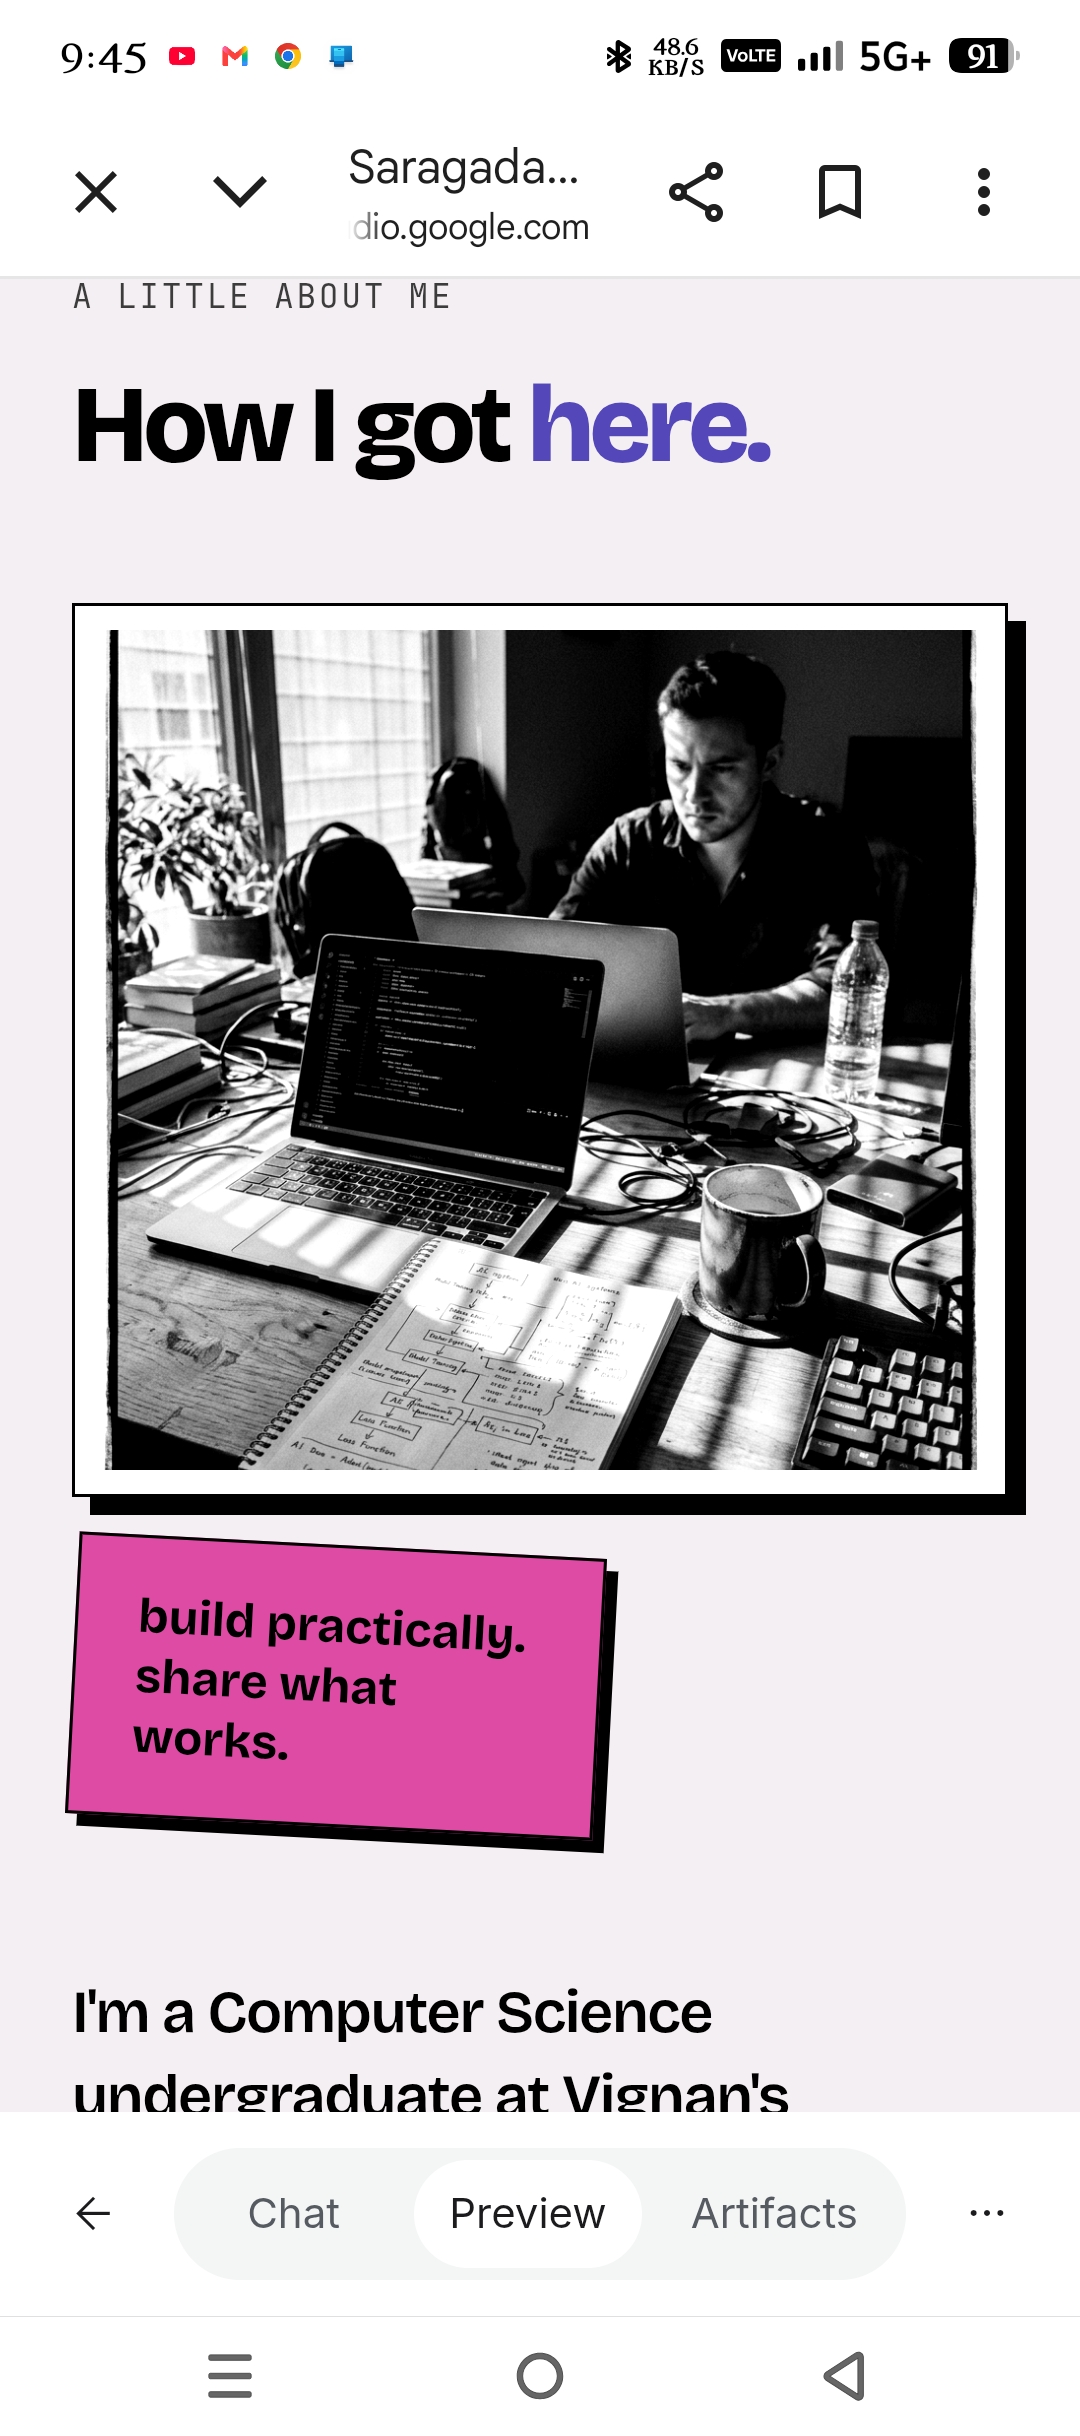 9:45
48.6
KB/S
VoLTE
5G+
91
Saragada...
dio.google.com
A LITTLE ABOUT ME
How I got here.
build practically.
share what
works.
I'm a Computer Science
undergraduate at Vignan's
Chat
Preview
Artifacts